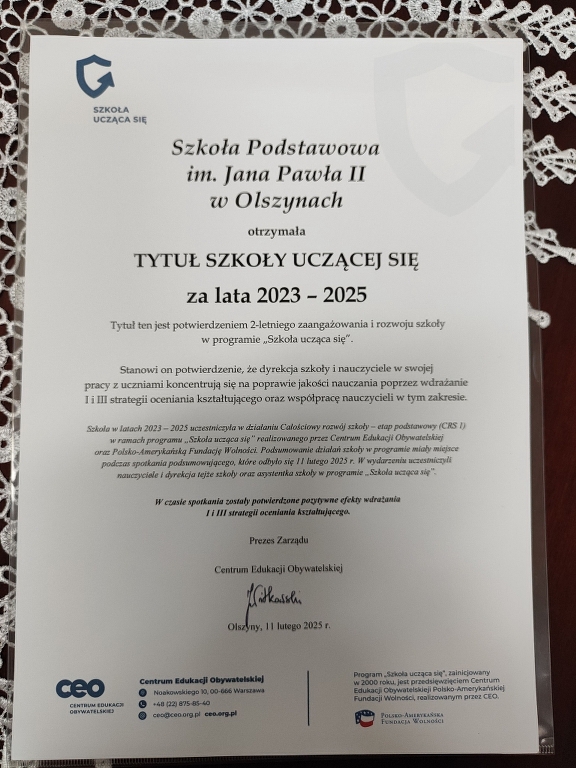 SZKOŁA
UCZĄCA SIĘ
Szkoła Podstawowa
im. Jana Pawła II
w Olszynach
otrzymała
TYTUŁ SZKOŁY UCZĄCEJ SIĘ
za lata 2023 – 2025
Tytuł ten jest potwierdzeniem 2-letniego zaangażowania i rozwoju szkoły
w programie „Szkoła ucząca się”.
Stanowi on potwierdzenie, że dyrekcja szkoły i nauczyciele w swojej
pracy z uczniami koncentrują się na poprawie jakości nauczania poprzez wdrażanie
I i III strategii oceniania kształtującego oraz współpracę nauczycieli w tym zakresie.
Szkoła w latach 2023 – 2025 uczestniczyła w działaniu Całościowy rozwój szkoły – etap podstawowy (CRS 1)
w ramach programu „Szkoła ucząca się” realizowanego przez Centrum Edukacji Obywatelskiej
oraz Polsko-Amerykańską Fundację Wolności. Podsumowanie działań szkoły w programie miały miejsce
podczas spotkania podsumowującego, które odbyło się 11 lutego 2025 r. W wydarzeniu uczestniczyli
nauczyciele i dyrekcja tejże szkoły oraz asystentka szkoły w programie „Szkoła ucząca się”.
W czasie spotkania zostały potwierdzone pozytywne efekty wdrażania
I i III strategii oceniania kształtującego.
Prezes Zarządu
Centrum Edukacji Obywatelskiej
Olszyny, 11 lutego 2025 r.
ceo
CENTRUM EDUKACJI
OBYWATELSKIEJ
Centrum Edukacji Obywatelskiej
Noakowskiego 10, 00-666 Warszawa
+48 (22) 875-85-40
ceo@ceo.org.pl ceo.org.pl
Program „Szkoła ucząca się”, zainicjowany
w 2000 roku, jest przedsięwzięciem Centrum
Edukacji Obywatelskieji Polsko-Amerykańskiej
Fundacji Wolności, realizowanym przez CEO.
POLSKO-AMERYKAŃSKA
FUNDACJA WOLNOŚCI